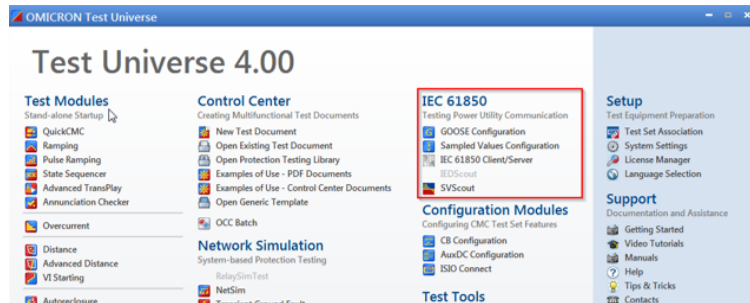 OMICRON Test Universe
Test Universe 4.00
Test Modules
Stand-alone Startup
QuickCMC
Ramping
Pulse Ramping
State Sequencer
Advanced TransPlay
Annunciation Checker
Overcurrent
Distance
Advanced Distance
VI Starting
Autoreclosure
Control Center
Creating Multifunctional Test Documents
New Test Document
Open Existing Test Document
Open Protection Testing Library
Examples of Use - PDF Documents
Examples of Use - Control Center Documents
Open Generic Template
OCC Batch
Network Simulation
System-based Protection Testing
RelaySimTest
NetSim
Transient Ground Fault
IEC 61850
Testing Power Utility Communication
GOOSE Configuration
Sampled Values Configuration
IEC 61850 Client/Server
IEDScout
SVScout
Configuration Modules
Configuring CMC Test Set Features
CB Configuration
AuxDC Configuration
ISIO Connect
Test Tools
Setup
Test Equipment Preparation
Test Set Association
System Settings
License Manager
Language Selection
Support
Documentation and Assistance
Getting Started
Video Tutorials
Manuals
Help
Tips & Tricks
Contacts